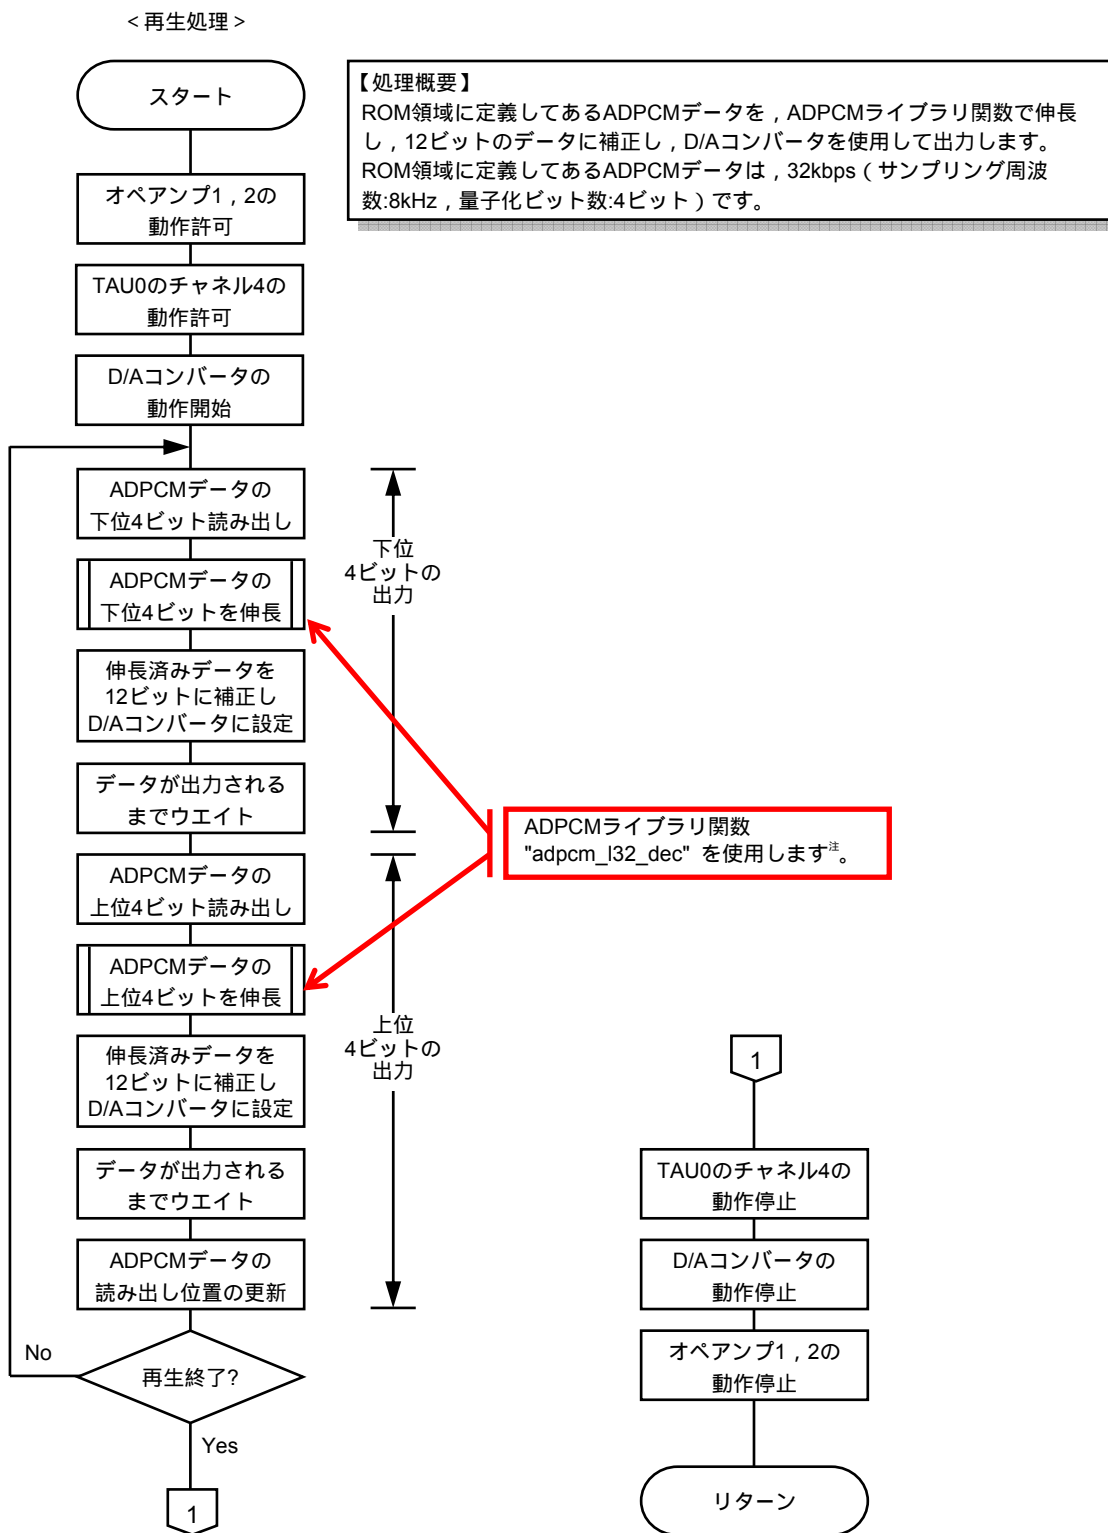 ＜再生処理＞
スタート
【処理概要】
ROM領域に定義してあるADPCMデータを，ADPCMライブラリ関数で伸長
し，12ビットのデータに補正し，D/Aコンバータを使用して出力します。
ROM領域に定義してあるADPCMデータは，32kbps（サンプリング周波
数:8kHz，量子化ビット数:4ビット）です。
オペアンプ1，2の
動作許可
TAU0のチャネル4の
動作許可
D/Aコンバータの
動作開始
ADPCMデータの
下位4ビット読み出し
ADPCMデータの
下位4ビットを伸長
伸長済みデータを
12ビットに補正し
D/Aコンバータに設定
データが出力される
までウエイト
下位
4ビットの
出力
ADPCMライブラリ関数
"adpcm_l32_dec" を使用します注。
ADPCMデータの
上位4ビット読み出し
ADPCMデータの
上位4ビットを伸長
伸長済みデータを
12ビットに補正し
D/Aコンバータに設定
データが出力される
までウエイト
ADPCMデータの
読み出し位置の更新
上位
4ビットの
出力
No
再生終了?
Yes
1
1
TAU0のチャネル4の
動作停止
D/Aコンバータの
動作停止
オペアンプ1，2の
動作停止
リターン